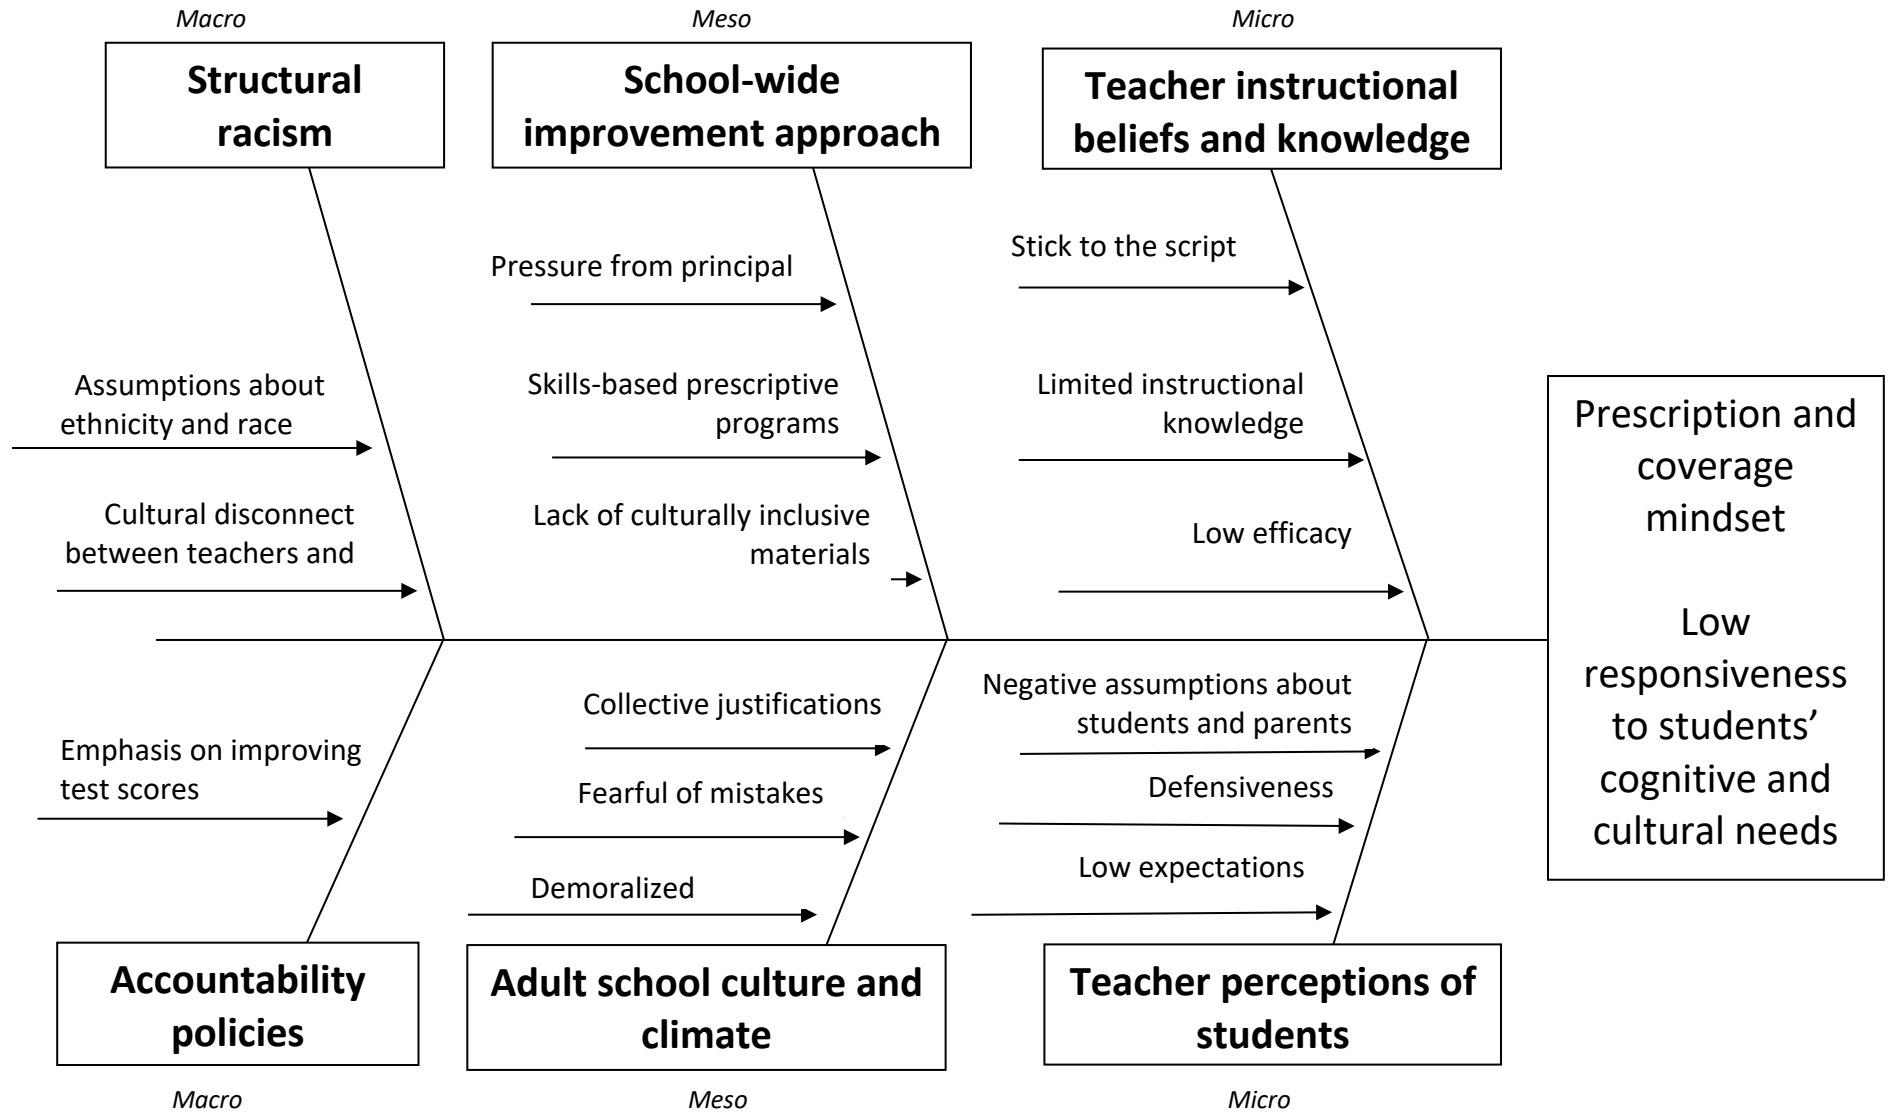 Macro
Meso
Micro
Structural
racism
School-wide
improvement approach
Teacher instructional
beliefs and knowledge
Pressure from principal
Stick to the script
Assumptions about
ethnicity and race
Skills-based prescriptive
programs
Limited instructional
knowledge
Cultural disconnect
between teachers and
Lack of culturally inclusive
materials
Low efficacy
Prescription and
coverage
mindset
Low
responsiveness
to students’
cognitive and
cultural needs
Emphasis on improving
test scores
Collective justifications
Fearful of mistakes
Demoralized
Negative assumptions about
students and parents
Defensiveness
Low expectations
Accountability
policies
Adult school culture and
climate
Teacher perceptions of
students
Macro
Meso
Micro